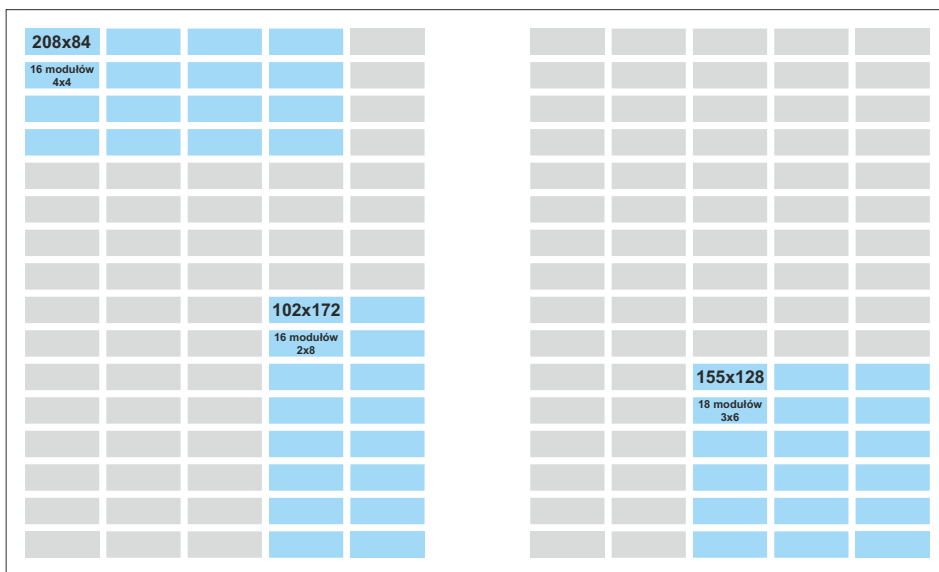 208x84
16 modułów
4x4
102x172
16 modułów
2x8
155x128
18 modułów
3x6